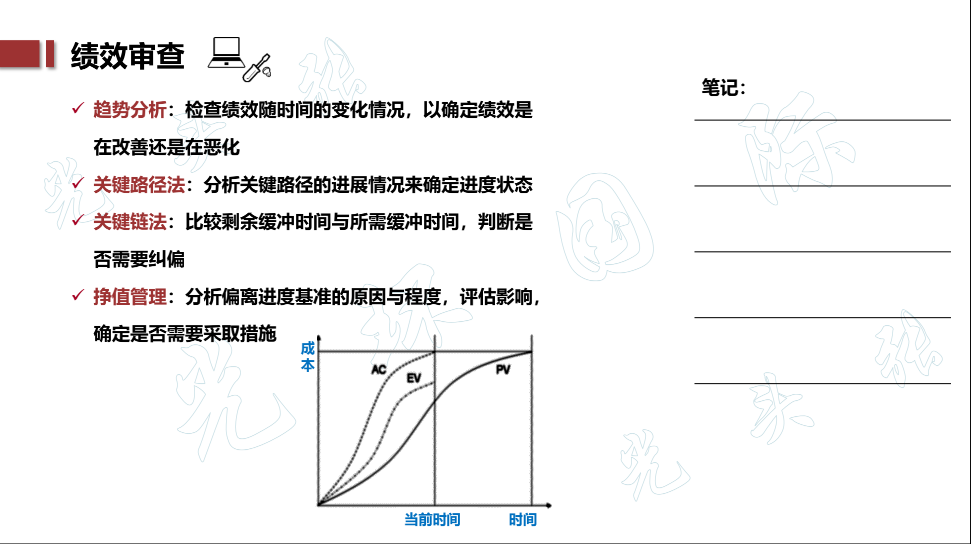 绩效审查
趋势分析：检查绩效随时间的变化情况，以确定绩效是
在改善还是在恶化
关键路径法：分析关键路径的进展情况来确定进度状态
关键链法：比较剩余缓冲时间与所需缓冲时间，判断是
否需要纠偏
挣值管理：分析偏离进度基准的原因与程度，评估影响，
确定是否需要采取措施
成
本
AC
EV
PV
当前时间
时间
笔记：